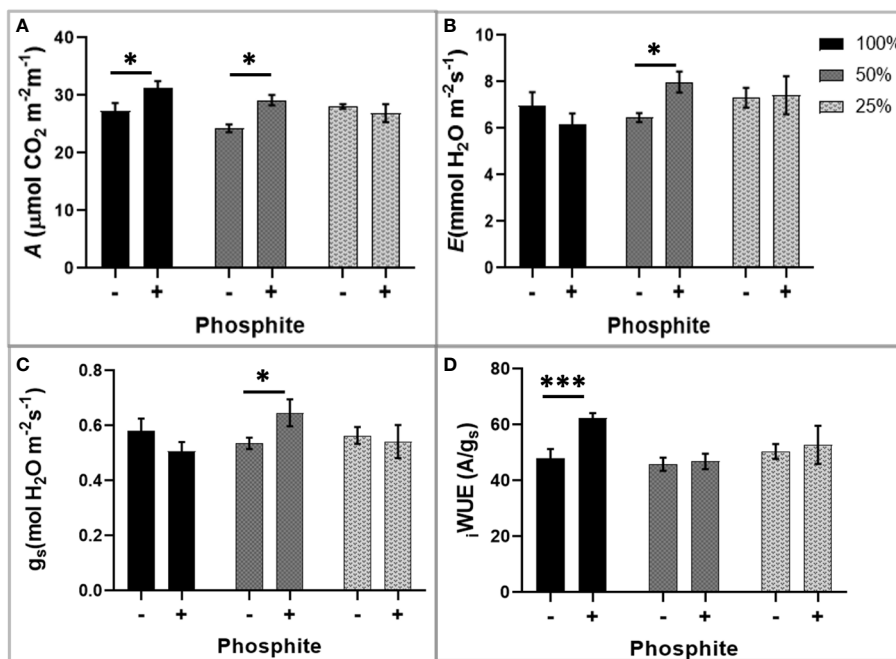 A
A (μmol CO2 m-2m-1)
40
30
20
10
0
*
*
- + - + - +
Phosphite
B
E(mmol H2O m-2s-1)
10
8
6
4
2
0
*
- + - + - +
Phosphite
100%
50%
25%
C
gs(mol H2O m-2s-1)
0.8
0.6
0.4
0.2
0.0
*
- + - + - +
Phosphite
D
iWUE (A/gs)
80
60
40
20
0
***
- + - + - +
Phosphite